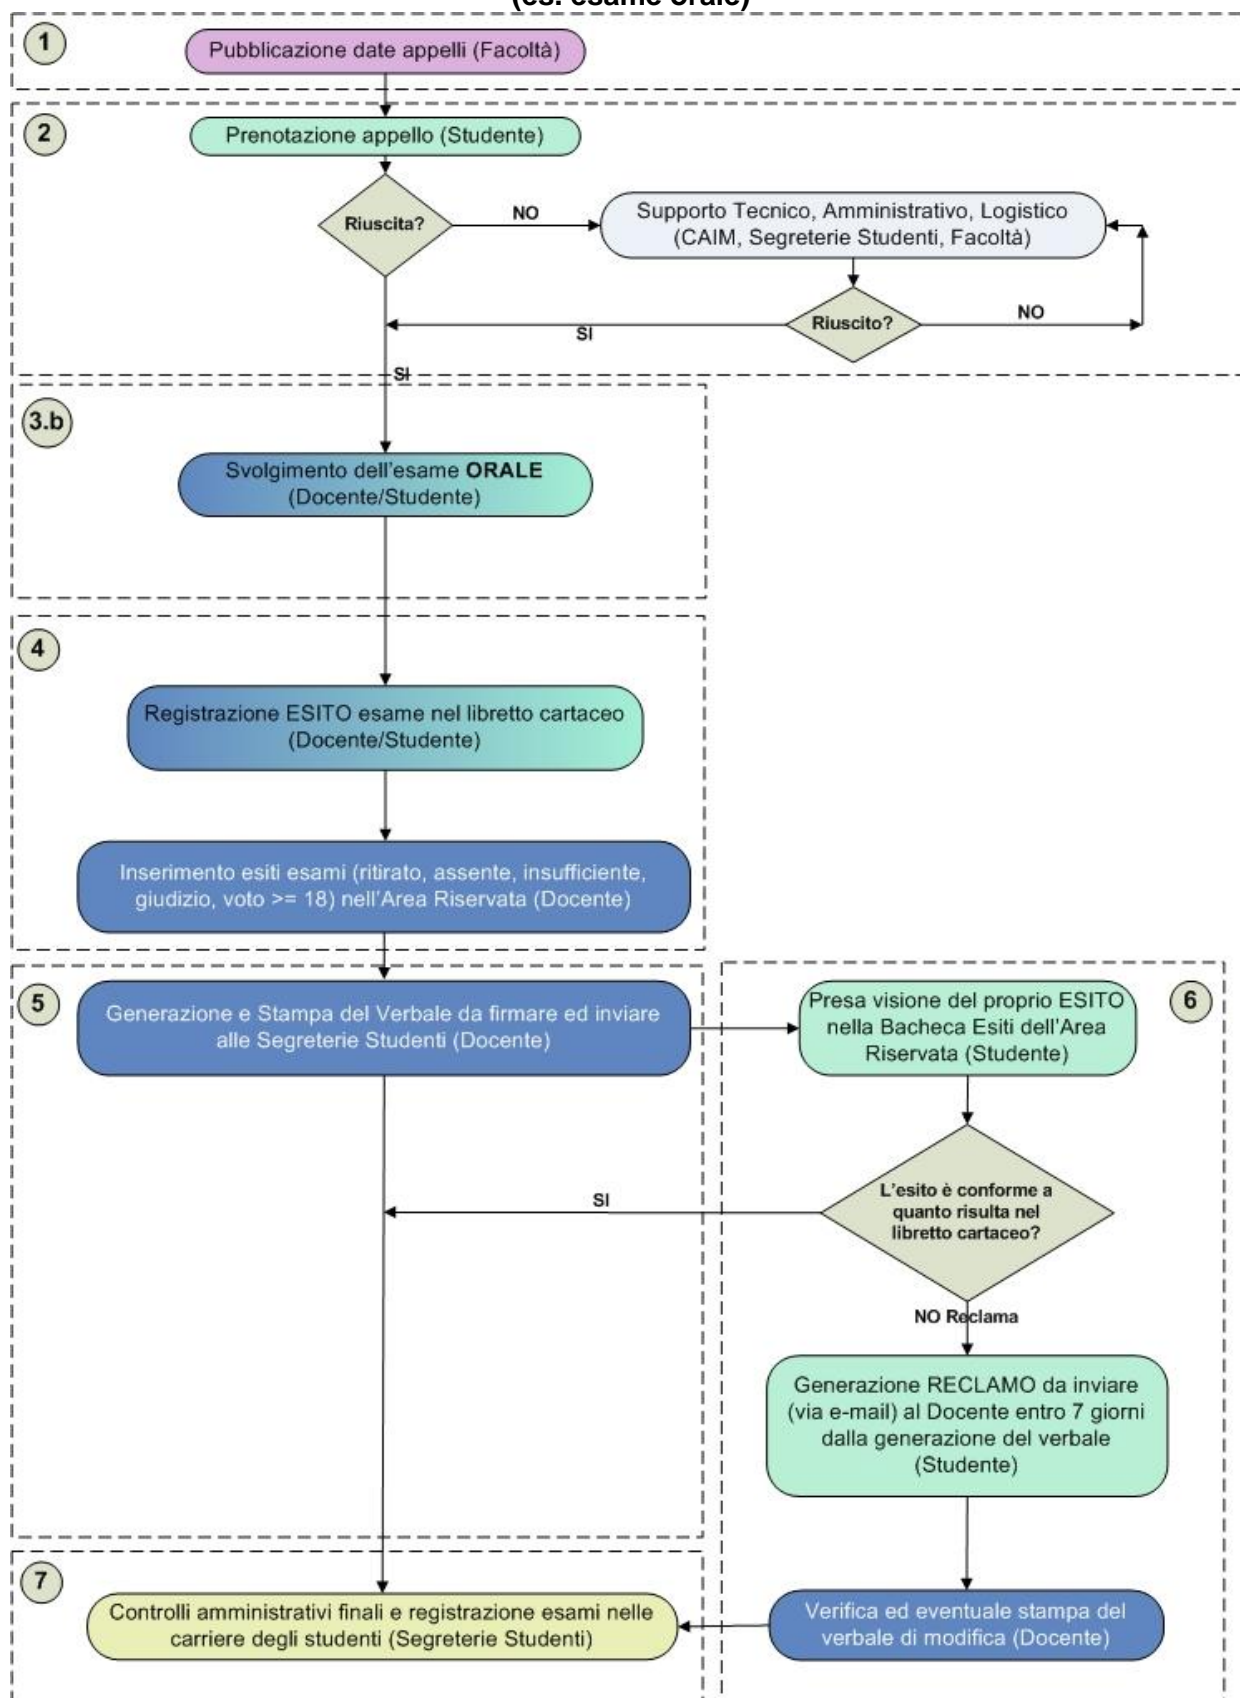 (es. esame orale)
1
Pubblicazione date appelli (Facoltà)
2
Prenotazione appello (Studente)
Riuscita?
NO
Supporto Tecnico, Amministrativo, Logistico
(CAIM, Segreterie Studenti, Facoltà)
Riuscito?
NO
SI
SI
3.b
Svolgimento dell'esame ORALE
(Docente/Studente)
4
Registrazione ESITO esame nel libretto cartaceo
(Docente/Studente)
Inserimento esiti esami (ritirato, assente, insufficiente,
giudizio, voto >= 18) nell'Area Riservata (Docente)
5
Generazione e Stampa del Verbale da firmare ed inviare
alle Segreterie Studenti (Docente)
6
Presa visione del proprio ESITO
nella Bacheca Esiti dell'Area
Riservata (Studente)
L'esito è conforme a
quanto risulta nel
libretto cartaceo?
SI
NO Reclama
Generazione RECLAMO da inviare
(via e-mail) al Docente entro 7 giorni
dalla generazione del verbale
(Studente)
7
Controlli amministrativi finali e registrazione esami nelle
carriere degli studenti (Segreterie Studenti)
Verifica ed eventuale stampa del
verbale di modifica (Docente)